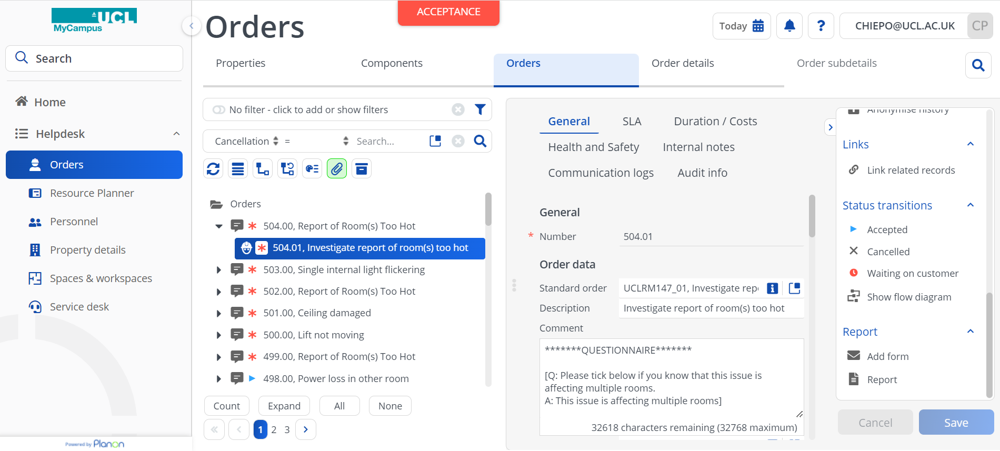 UCL
MyCampus
Search
Home
Helpdesk
Orders
Resource Planner
Personnel
Property details
Spaces & workspaces
Service desk
Powered by Planon
Orders
ACCEPTANCE
Today
?
CHIEPO@UCL.AC.UK CP
Properties Components Orders Order details Order subdetails
No filter - click to add or show filters
Cancellation = Search...
Orders
504.00, Report of Room(s) Too Hot
504.01, Investigate report of room(s) too hot
503.00, Single internal light flickering
502.00, Report of Room(s) Too Hot
501.00, Ceiling damaged
500.00, Lift not moving
499.00, Report of Room(s) Too Hot
498.00, Power loss in other room
Count Expand All None
« ‹ 1 2 3 ›
General SLA Duration / Costs
Health and Safety Internal notes
Communication logs Audit info
General
* Number 504.01
Order data
Standard order UCLRM147_01, Investigate rep
Description Investigate report of room(s) too hot
Comment
*******QUESTIONNAIRE*******
[Q: Please tick below if you know that this issue is
affecting multiple rooms.
A: This issue is affecting multiple rooms]
32618 characters remaining (32768 maximum)
Anonymise history
Links
Link related records
Status transitions
Accepted
Cancelled
Waiting on customer
Show flow diagram
Report
Add form
Report
Cancel Save